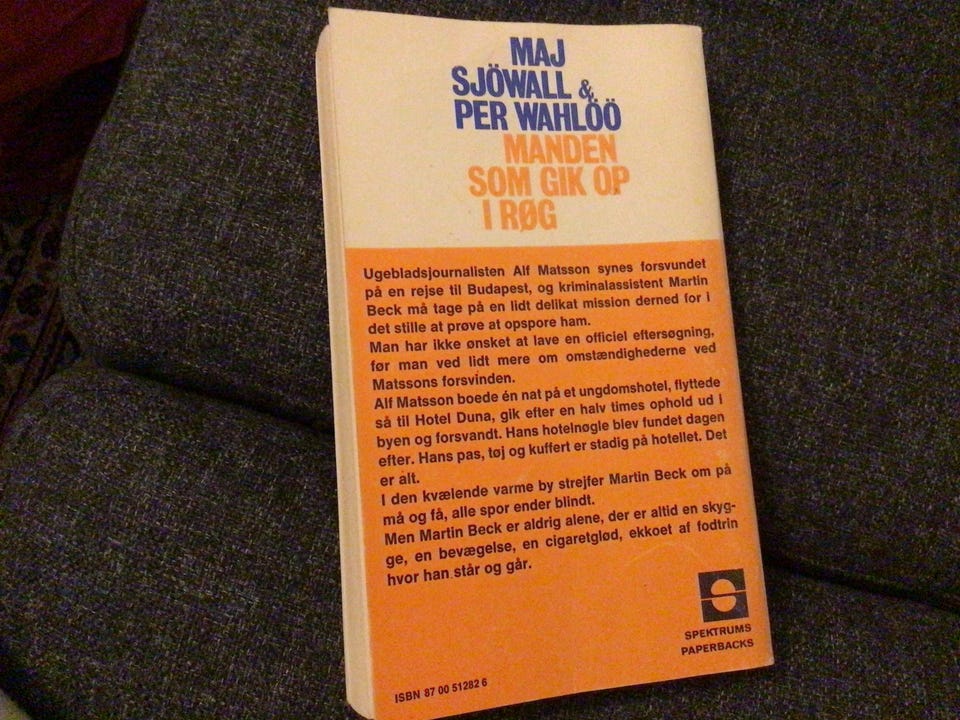 MAJ
SJÖWALL &
PER WAHLÖÖ
MANDEN
SOM GIK OP
I RØG
Ugebladsjournalisten Alf Matsson synes forsvundet
på en rejse til Budapest, og kriminalassistent Martin
Beck må tage på en lidt delikat mission derned for i
det stille at prøve at opspore ham.
Man har ikke ønsket at lave en officiel eftersøgning,
før man ved lidt mere om omstændighederne ved
Matssons forsvinden.
Alf Matsson boede én nat på et ungdomshotel, flyttede
så til Hotel Duna, gik efter en halv times ophold ud i
byen og forsvandt. Hans hotelnøgle blev fundet dagen
efter. Hans pas, tøj og kuffert er stadig på hotellet. Det
er alt.
I den kvælende varme by strejfer Martin Beck om på
må og få, alle spor ender blindt.
Men Martin Beck er aldrig alene, der er altid en skyg-
ge, en bevægelse, en cigaretglød, ekkoet af fodtrin
hvor han står og går.
SPEKTRUMS
PAPERBACKS
ISBN 87 00 51282 6